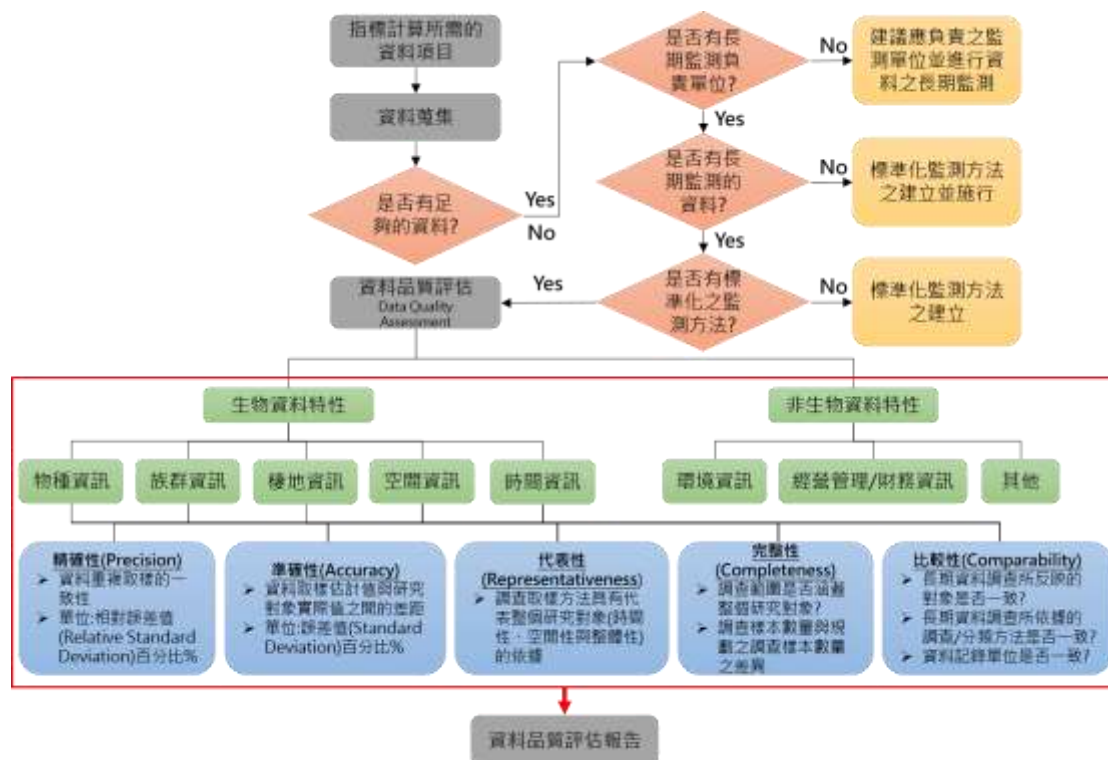 指標計算所需的
資料項目
資料蒐集
是否有足
夠的資料?
Yes
No
是否有長
期監測負
責單位?
No
建議應負責之監
測單位並進行資
料之長期監測
Yes
是否有長
期監測的
資料?
No
標準化監測方法
之建立並施行
Yes
是否有標
準化之監
測方法?
No
標準化監測方法
之建立
Yes
資料品質評估
Data Quality
Assessment
生物資料特性
非生物資料特性
物種資訊
族群資訊
棲地資訊
空間資訊
時間資訊
環境資訊
經營管理/財務資訊
其他
精確性(Precision)
➤ 資料重複取樣的一
致性
➤ 單位:相對誤差值
(Relative Standard
Deviation)百分比%
準確性(Accuracy)
➤ 資料取樣估計值與研究
對象實際值之間的差距
➤ 單位:誤差值(Standard
Deviation)百分比%
代表性
(Representativeness)
➤ 調查取樣方法具有代
表整個研究對象(時間
性、空間性與整體性)
的依據
完整性
(Completeness)
➤ 調查範圍是否涵蓋
整個研究對象?
➤ 調查樣本數量與規
劃之調查樣本數量
之差異
比較性(Comparability)
➤ 長期資料調查所反映的
對象是否一致?
➤ 長期資料調查所依據的
調查/分類方法是否一致?
➤ 資料記錄單位是否一致?
資料品質評估報告